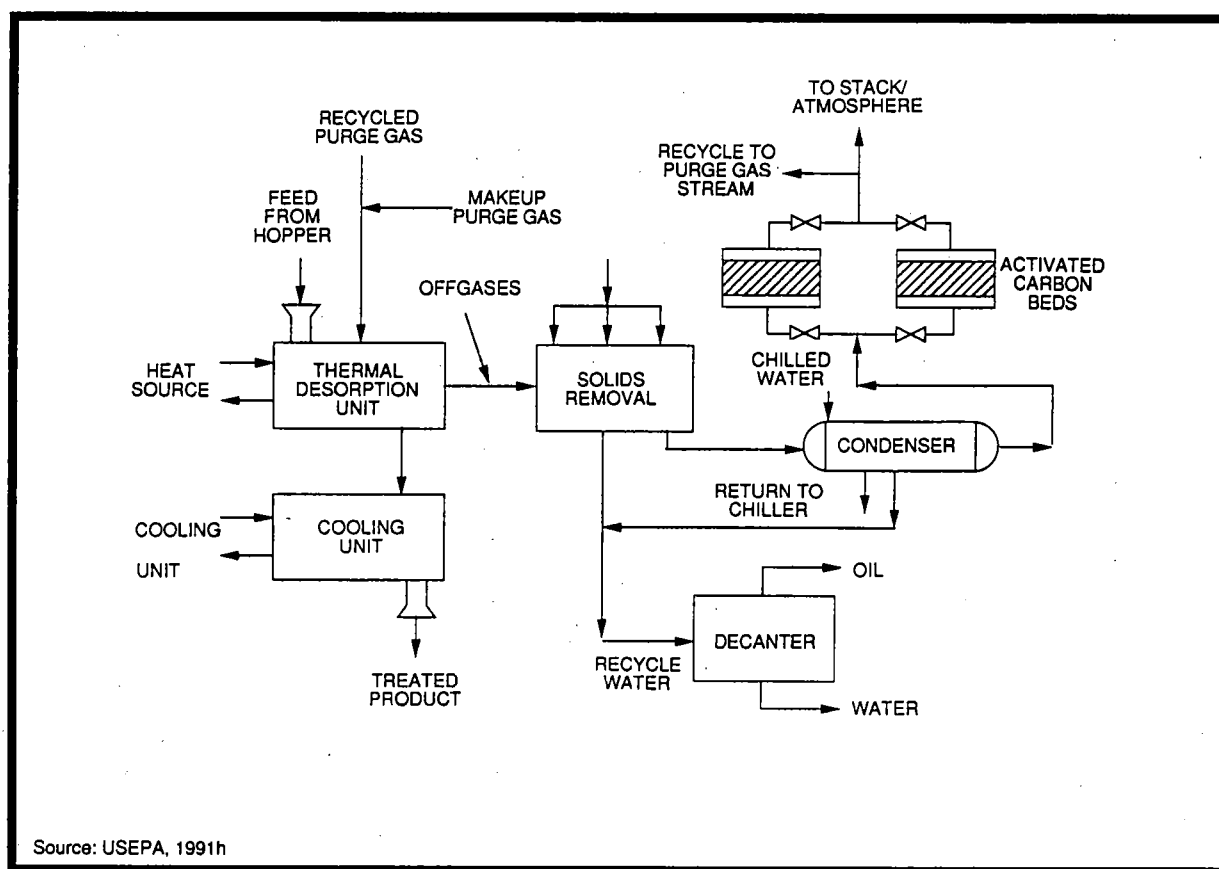 TO STACK/
ATMOSPHERE
RECYCLED
PURGE GAS
RECYCLE TO
PURGE GAS
STREAM
FEED
FROM
HOPPER
MAKEUP
PURGE GAS
ACTIVATED
CARBON
BEDS
OFFGASES
HEAT
SOURCE
THERMAL
DESORPTION
UNIT
SOLIDS
REMOVAL
CHILLED
WATER
CONDENSER
RETURN TO
CHILLER
COOLING
UNIT
COOLING
UNIT
OIL
DECANTER
RECYCLE
WATER
WATER
TREATED
PRODUCT
Source: USEPA, 1991h